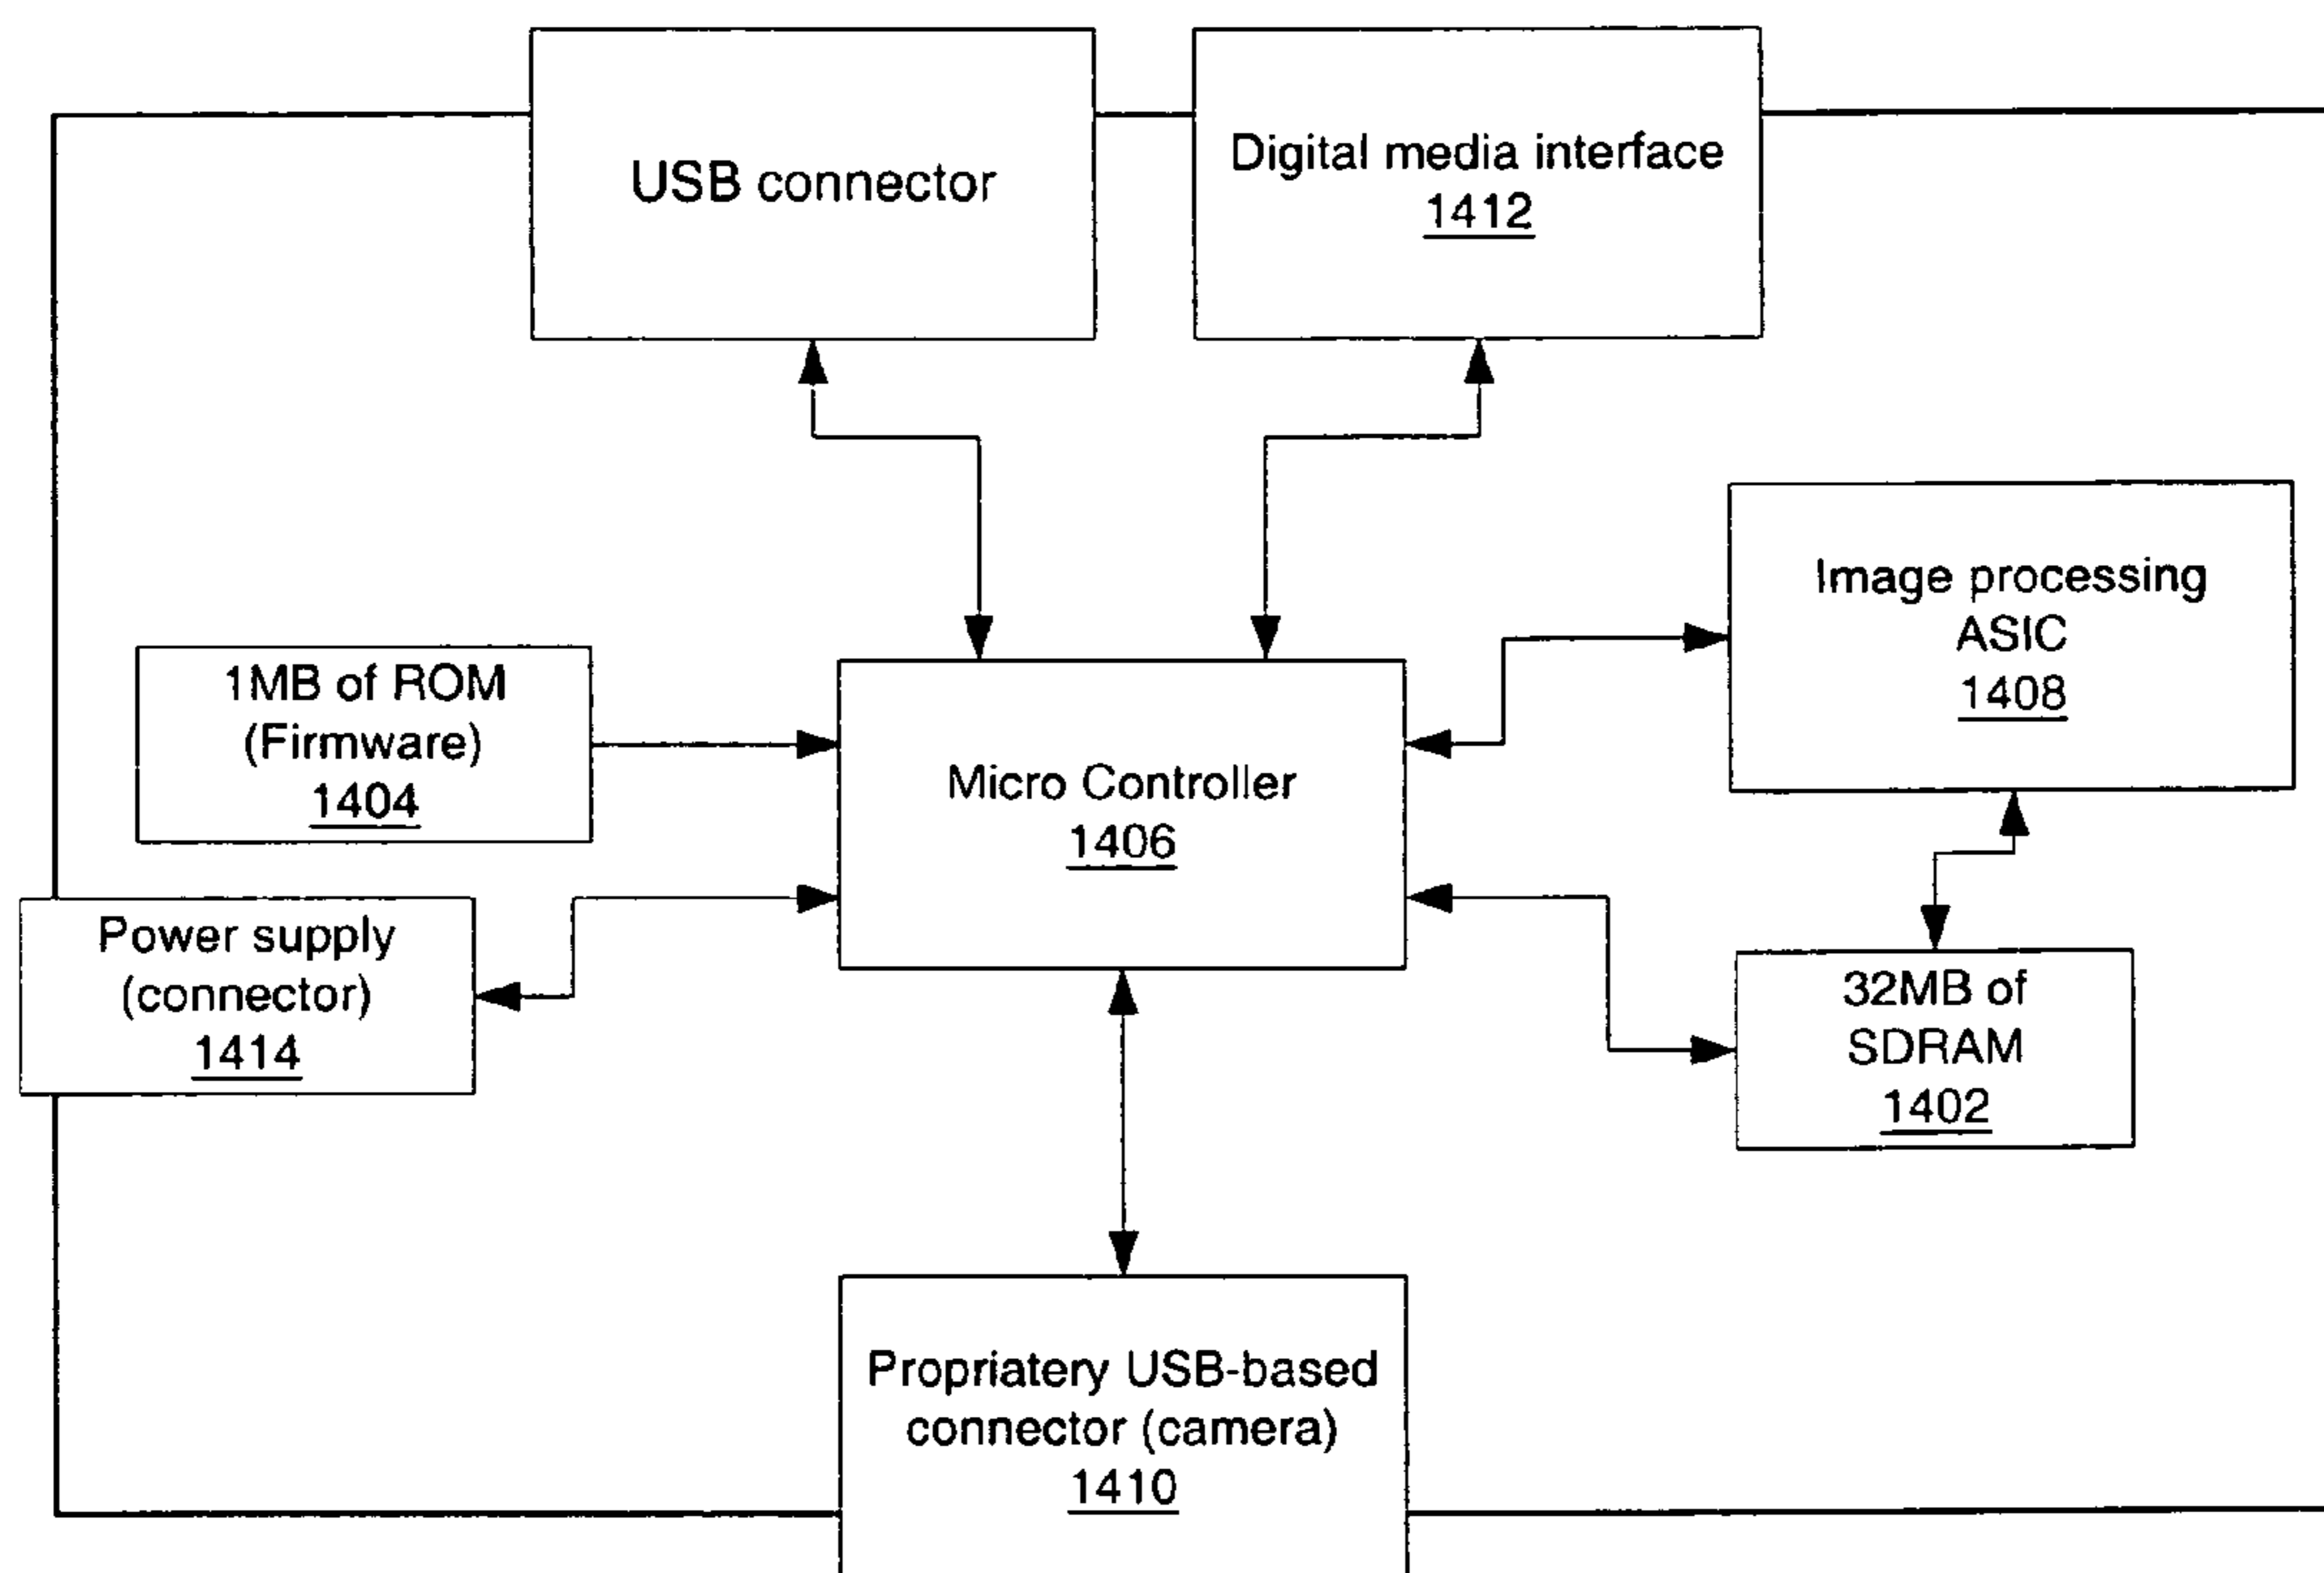 USB connector
Digital media interface
1412
Image processing
ASIC
1408
1MB of ROM
(Firmware)
1404
Micro Controller
1406
Power supply
(connector)
1414
32MB of
SDRAM
1402
Propriatery USB-based
connector (camera)
1410